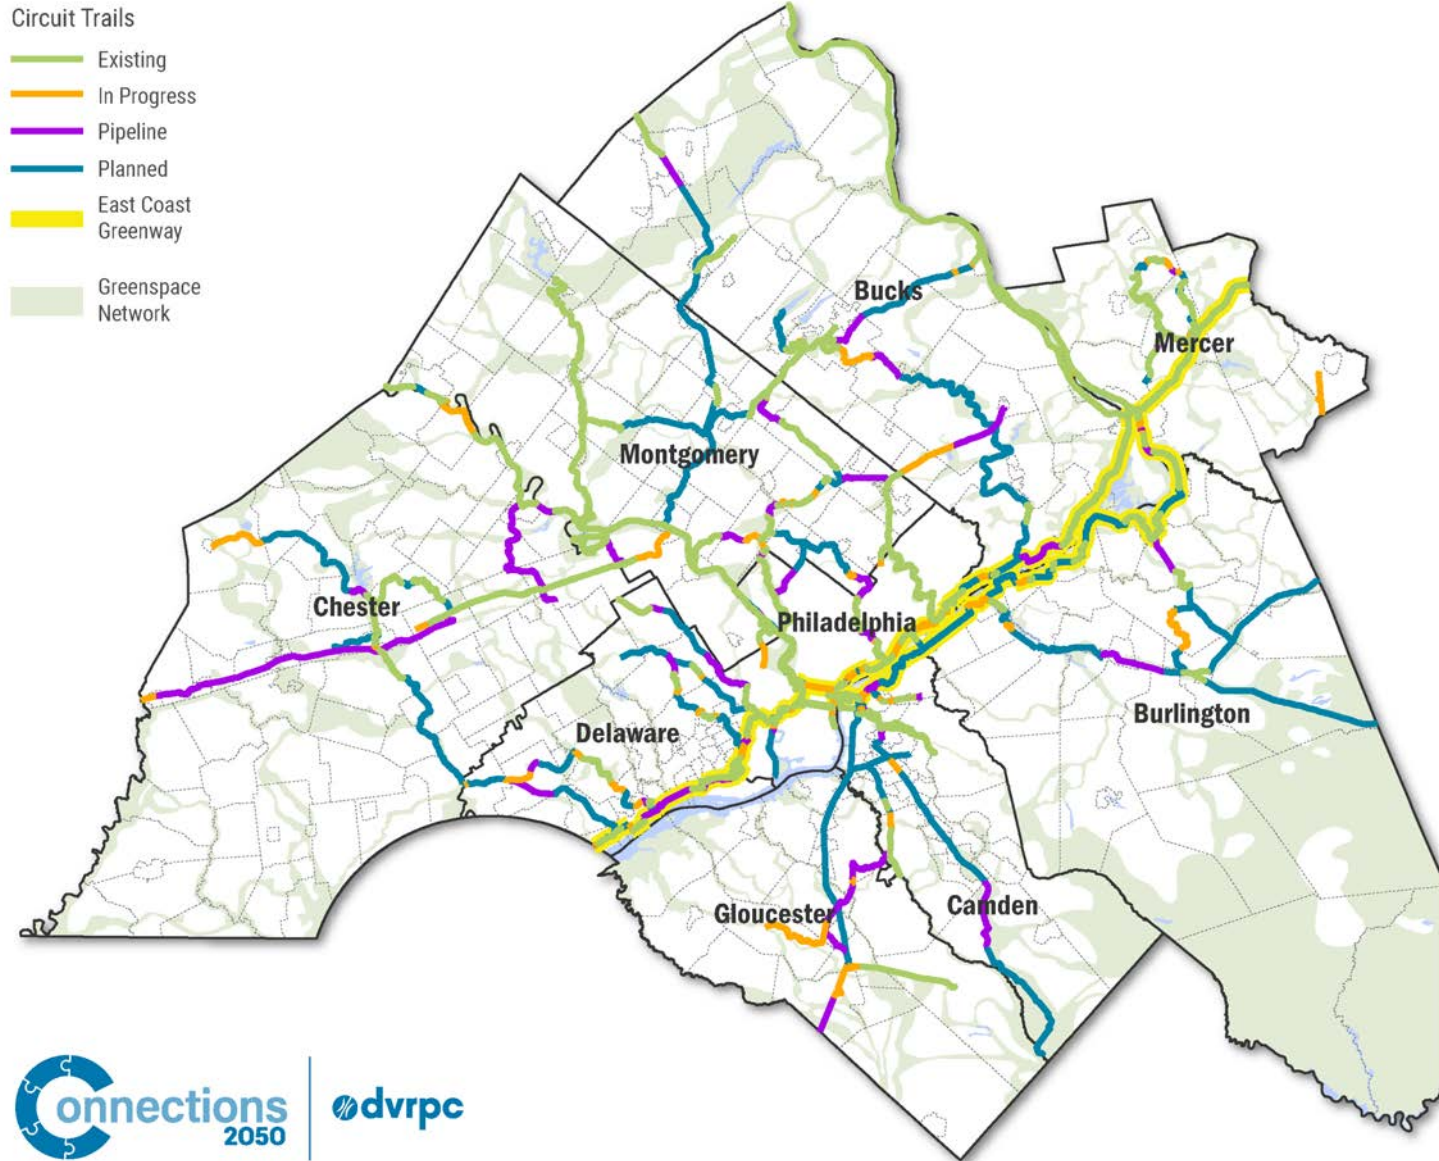 Circuit Trails
Existing
In Progress
Pipeline
Planned
East Coast
Greenway
Greenspace
Network
Bucks
Mercer
Montgomery
Chester
Philadelphia
Burlington
Delaware
Camden
Gloucester
Connections
2050
dvrpc